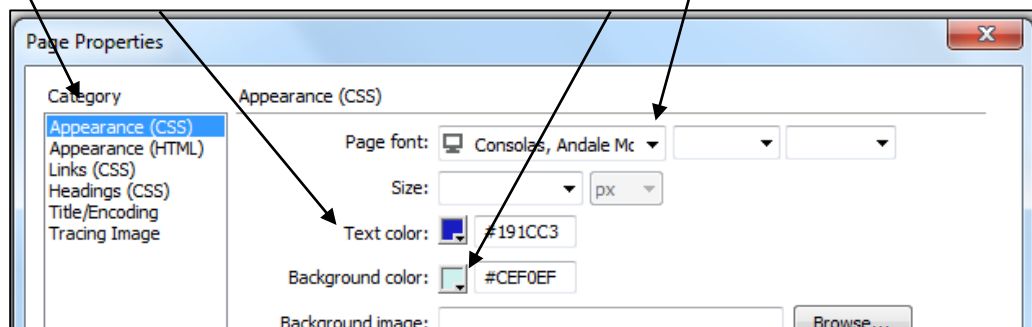 Page Properties
Category
Appearance (CSS)
Appearance (HTML)
Links (CSS)
Headings (CSS)
Title/Encoding
Tracing Image
Appearance (CSS)
Page font: Consolas, Andale Mc
Size: px
Text color: #191CC3
Background color: #CEF0EF
Background image: Browse...